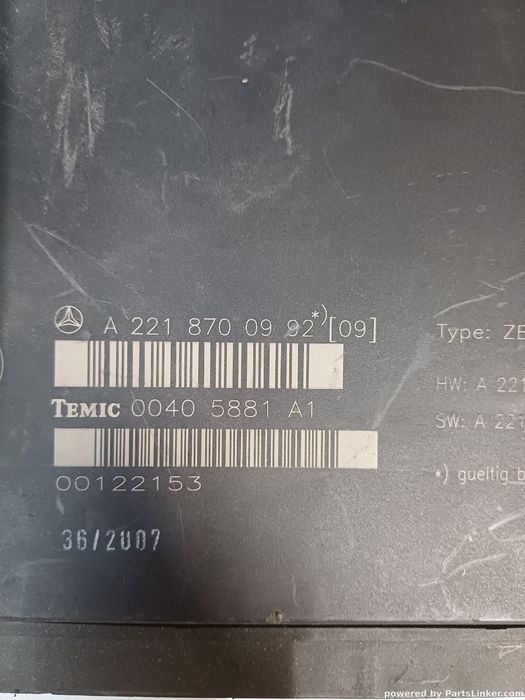 A 221 870 09 92 *) [09]
TEMIC 0040 5881 A1
00122153
36/2007
Type: ZE
HW: A 221
SW: A 221
*) gueltig b
powered by PartsLinker.com